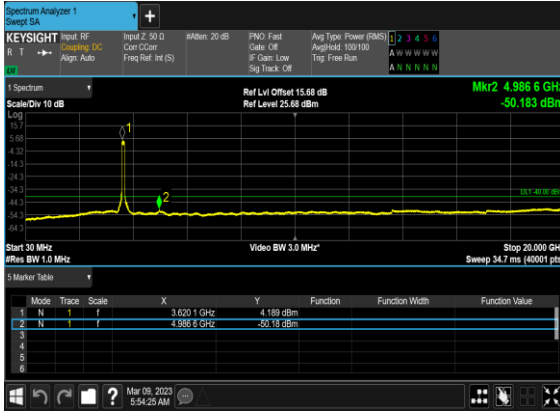 Spectrum Analyzer 1
Swept SA
+
KEYSIGHT Input: RF Input Z: 50 Ω #Atten: 20 dB PNO: Fast Avg Type: Power (RMS) 1 2 3 4 5 6
R T Coupling: DC Corr CCorr Gate: Off Avg|Hold: 100/100 A W W W W W
Align: Auto Freq Ref: Int (S) IF Gain: Low Trig: Free Run
Sig Track: Off A N N N N N
1 Spectrum Ref Lvl Offset 15.68 dB Mkr2 4.986 6 GHz
Scale/Div 10 dB Ref Level 25.68 dBm -50.183 dBm
Log
15.7
5.68
-4.32
-14.3
-24.3
-34.3
-44.3
-54.3
-64.3
1
2
DL1 -40.00 dBm
Start 30 MHz Video BW 3.0 MHz* Stop 20.000 GH
#Res BW 1.0 MHz Sweep 34.7 ms (40001 pts
5 Marker Table
Mode Trace Scale X Y Function Function Width Function Value
1 N 1 f 3.620 1 GHz 4.189 dBm
2 N 1 f 4.986 6 GHz -50.18 dBm
3
4
5
6
? Mar 09, 2023
5:54:25 AM